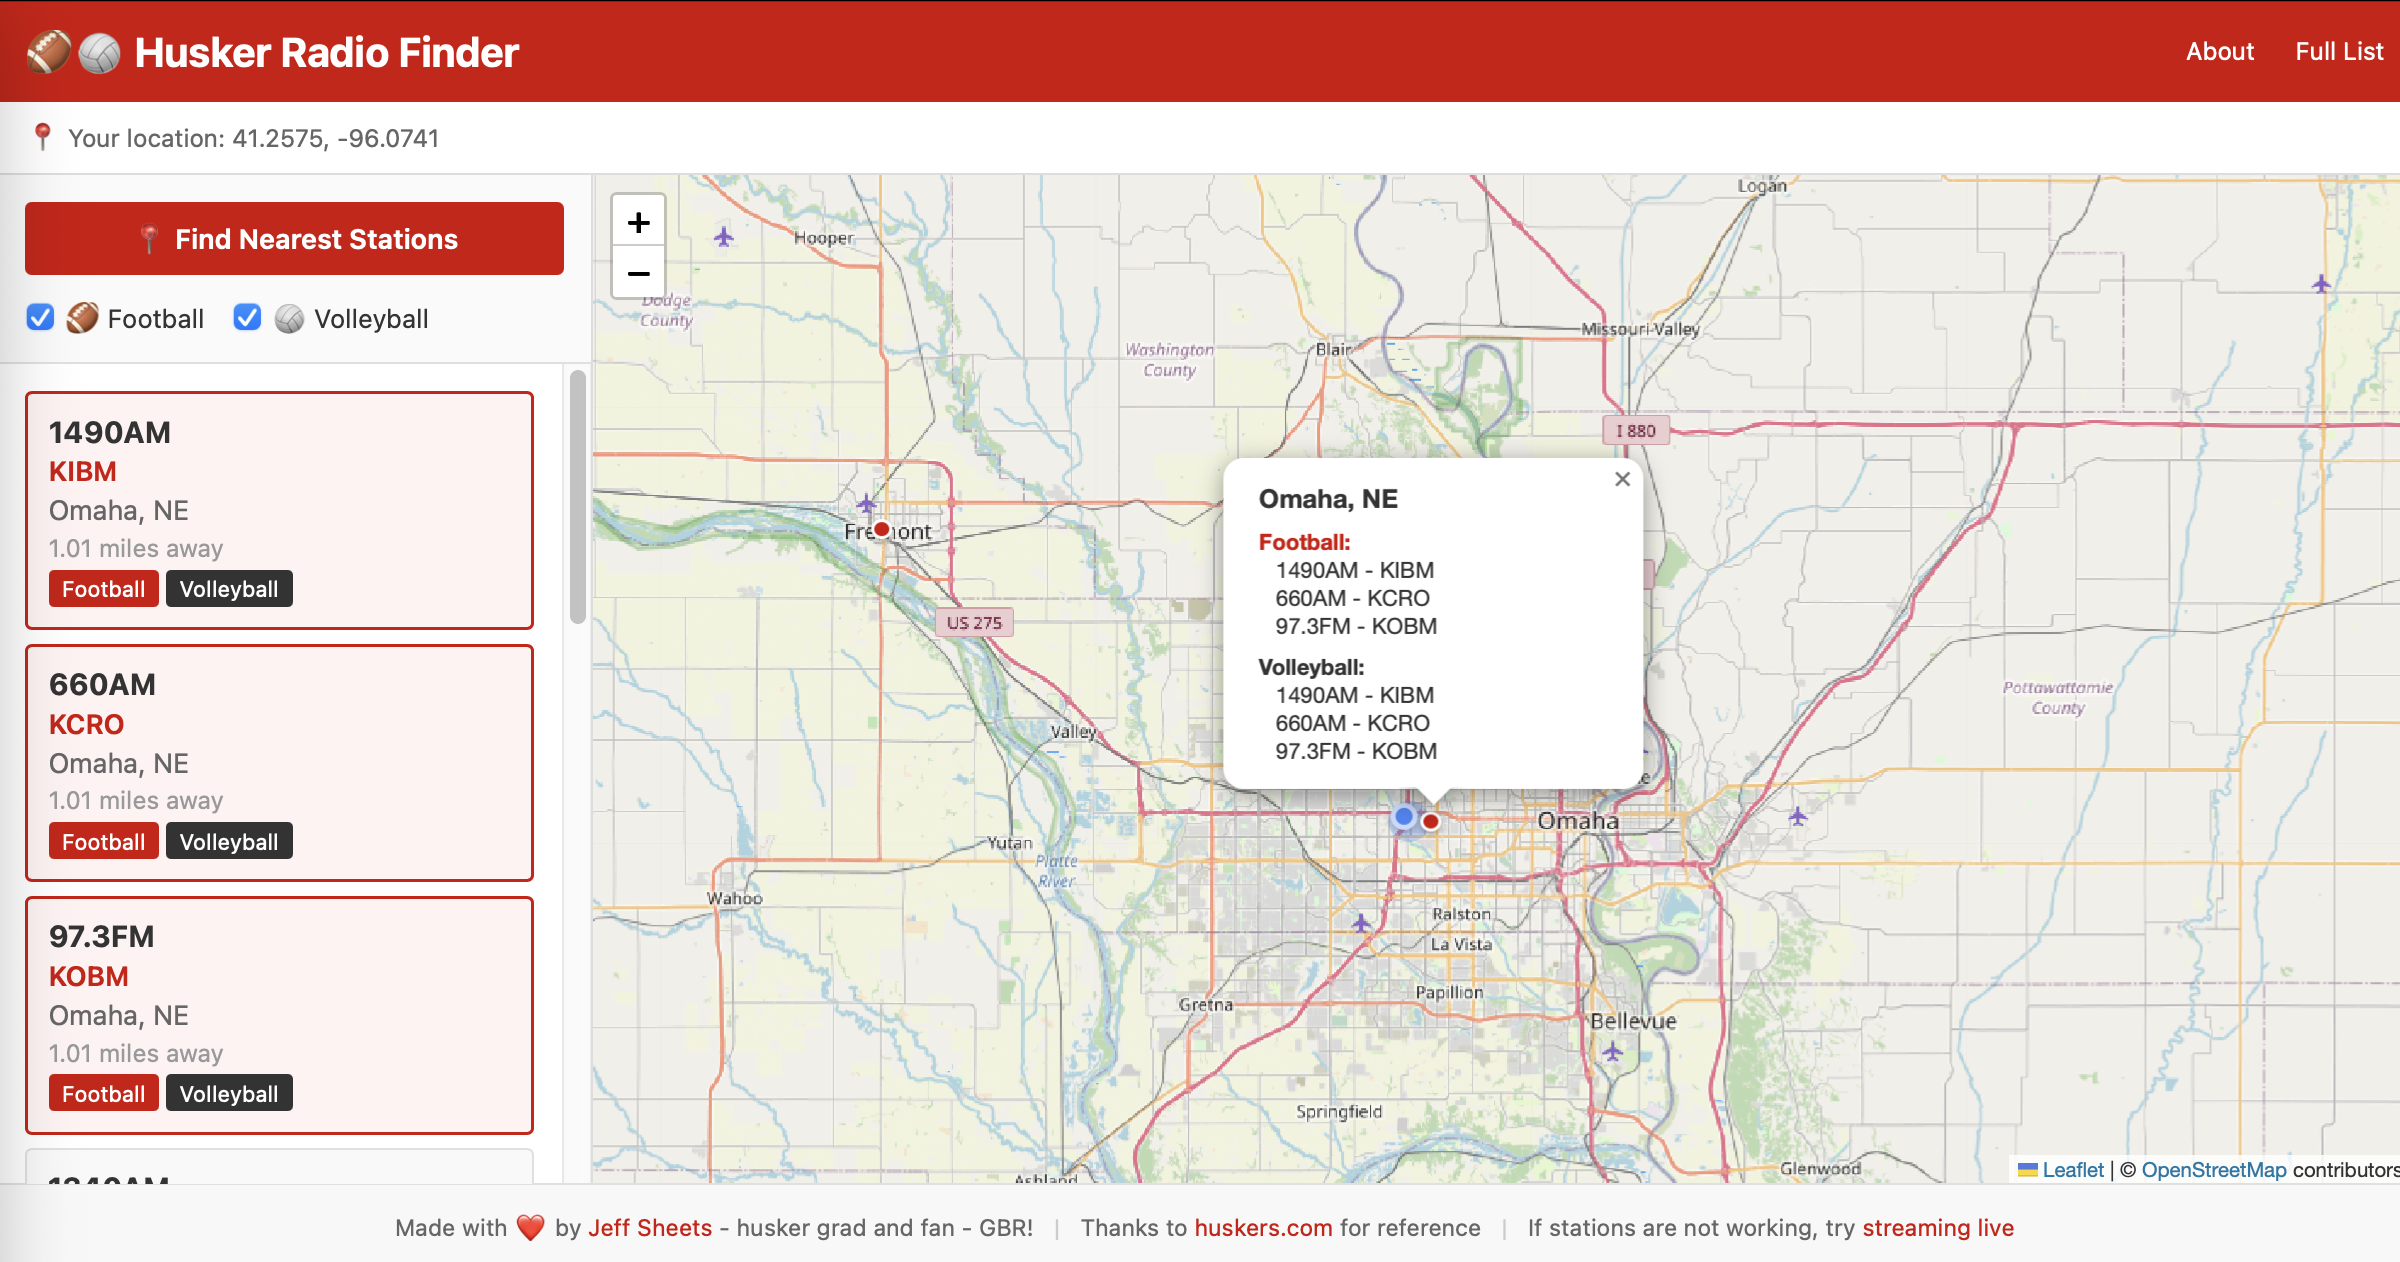 Husker Radio Finder
About
Full List
Your location: 41.2575, -96.0741
Find Nearest Stations
Football
Volleyball
1490AM
KIBM
Omaha, NE
1.01 miles away
Football
Volleyball
660AM
KCRO
Omaha, NE
1.01 miles away
Football
Volleyball
97.3FM
KOBM
Omaha, NE
1.01 miles away
Football
Volleyball
+
−
Logan
Hooper
Dodge
County
Missouri Valley
Washington
County
Blair
I 880
Fremont
US 275
Omaha, NE
×
Football:
1490AM - KIBM
660AM - KCRO
97.3FM - KOBM
Volleyball:
1490AM - KIBM
660AM - KCRO
97.3FM - KOBM
Pottawattamie
County
Valley
Omaha
Yutan
Platte
River
Wahoo
Ralston
La Vista
Papillion
Gretna
Bellevue
Springfield
Glenwood
Ashland
Leaflet | © OpenStreetMap contributors
Made with ❤️ by Jeff Sheets - husker grad and fan - GBR! | Thanks to huskers.com for reference | If stations are not working, try streaming live